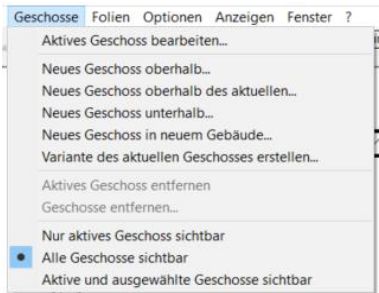 Geschosse Folien Optionen Anzeigen Fenster ?
Aktives Geschoss bearbeiten...
Neues Geschoss oberhalb...
Neues Geschoss oberhalb des aktuellen...
Neues Geschoss unterhalb...
Neues Geschoss in neuem Gebäude...
Variante des aktuellen Geschosses erstellen...
Aktives Geschoss entfernen
Geschosse entfernen...
Nur aktives Geschoss sichtbar
Alle Geschosse sichtbar
Aktive und ausgewählte Geschosse sichtbar